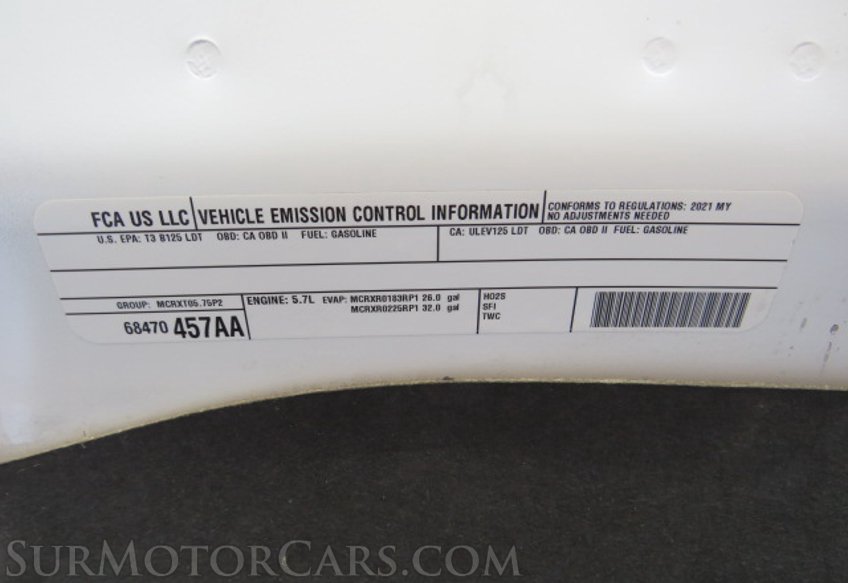 FCA US LLC VEHICLE EMISSION CONTROL INFORMATION CONFORMS TO REGULATIONS: 2021 MY
NO ADJUSTMENTS NEEDED
U.S. EPA: T3 B125 LDT OBD: CA OBD II FUEL: GASOLINE CA: ULEV125 LDT OBD: CA OBD II FUEL: GASOLINE
GROUP: MCRXT05.75P2 ENGINE: 5.7L EVAP: MCRXR0183RP1 26.0 gal HO2S
MCRXR0225RP1 32.0 gal SFI
68470 457AA TWC
SURMOTORCARS.COM